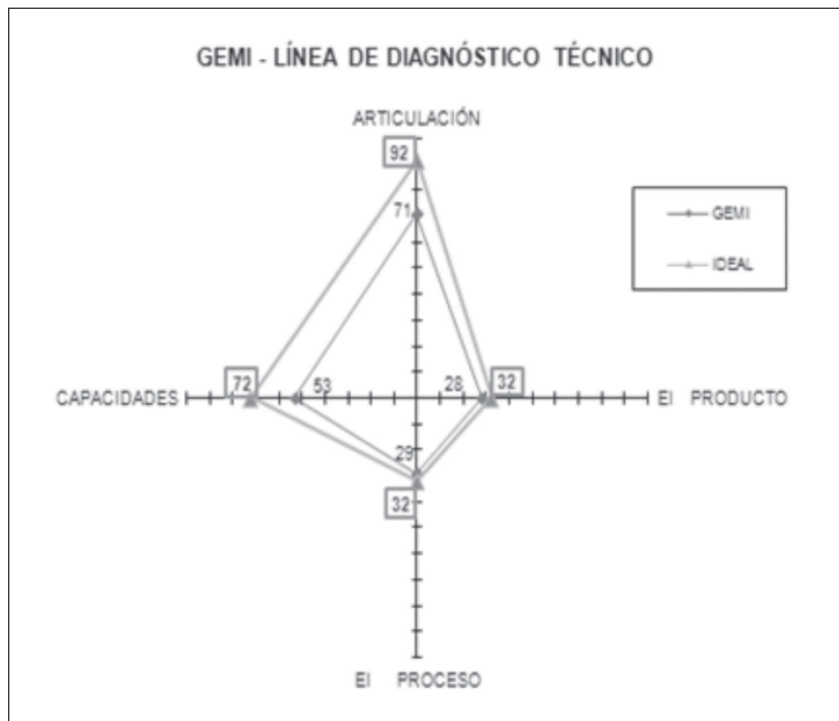 GEMI - LÍNEA DE DIAGNÓSTICO TÉCNICO
ARTICULACIÓN
92
71
GEMI
IDEAL
CAPACIDADES
72
53
28
32
El PRODUCTO
29
32
El PROCESO